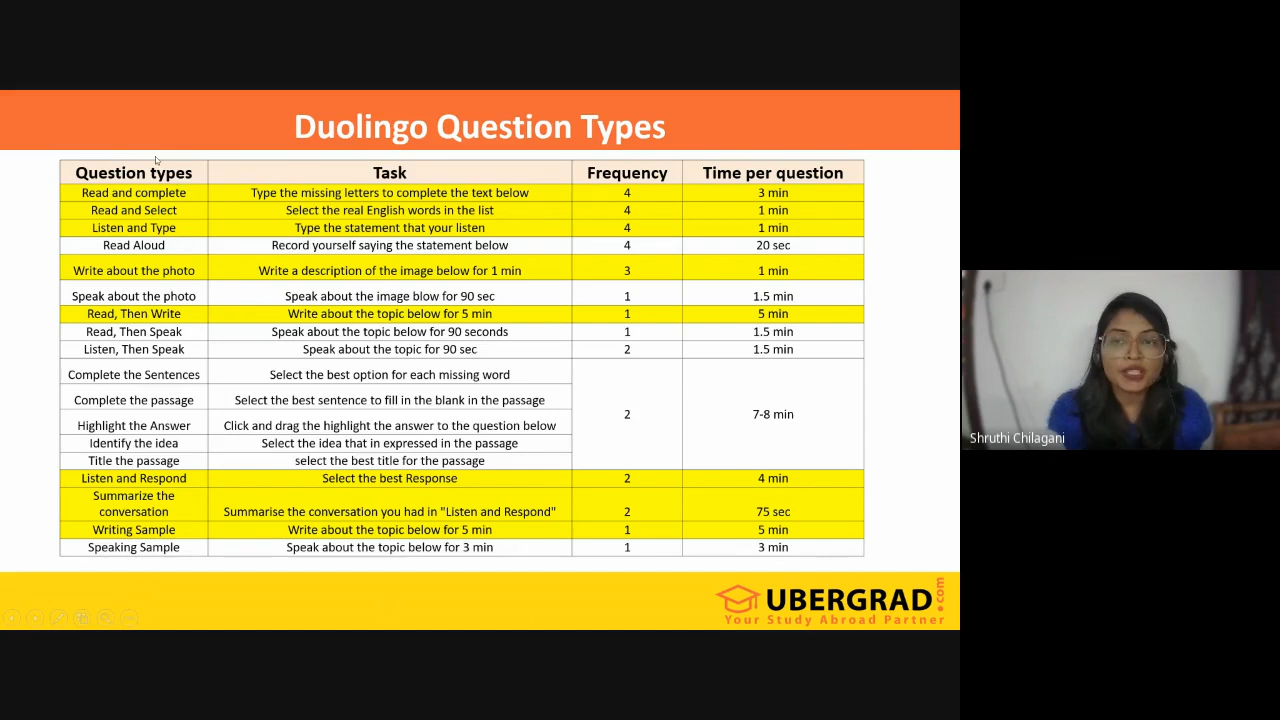 Duolingo Question Types
Question types Task Frequency Time per question
Read and complete Type the missing letters to complete the text below 4 3 min
Read and Select Select the real English words in the list 4 1 min
Listen and Type Type the statement that your listen 4 1 min
Read Aloud Record yourself saying the statement below 4 20 sec
Write about the photo Write a description of the image below for 1 min 3 1 min
Speak about the photo Speak about the image blow for 90 sec 1 1.5 min
Read, Then Write Write about the topic below for 5 min 1 5 min
Read, Then Speak Speak about the topic below for 90 seconds 1 1.5 min
Listen, Then Speak Speak about the topic for 90 sec 2 1.5 min
Complete the Sentences Select the best option for each missing word
Complete the passage Select the best sentence to fill in the blank in the passage
2 7-8 min
Highlight the Answer Click and drag the highlight the answer to the question below
Identify the idea Select the idea that in expressed in the passage
Title the passage select the best title for the passage
Listen and Respond Select the best Response 2 4 min
Summarize the
conversation Summarise the conversation you had in "Listen and Respond" 2 75 sec
Writing Sample Write about the topic below for 5 min 1 5 min
Speaking Sample Speak about the topic below for 3 min 1 3 min
UBERGRAD.com
Your Study Abroad Partner
Shruthi Chilagani